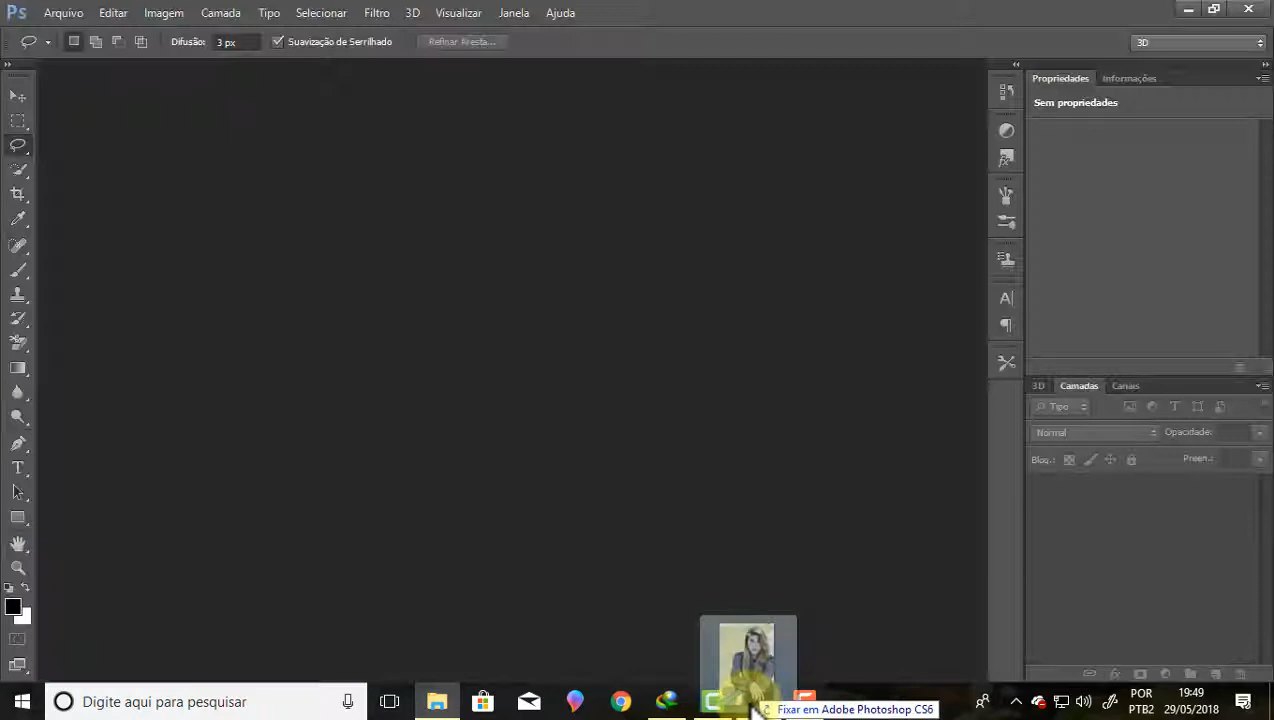 Ps Arquivo Editar Imagem Camada Tipo Selecionar Filtro 3D Visualizar Janela Ajuda
Difusão: 3 px Suavização de Serrilhado Refinar Aresta... 3D
Propriedades Informações
Sem propriedades
A
T
3D Camadas Canais
Tipo T
Normal Opacidade:
Bloq.: Preen.:
fx
Digite aqui para pesquisar
Fixar em Adobe Photoshop CS6
POR
PTB2
19:49
29/05/2018